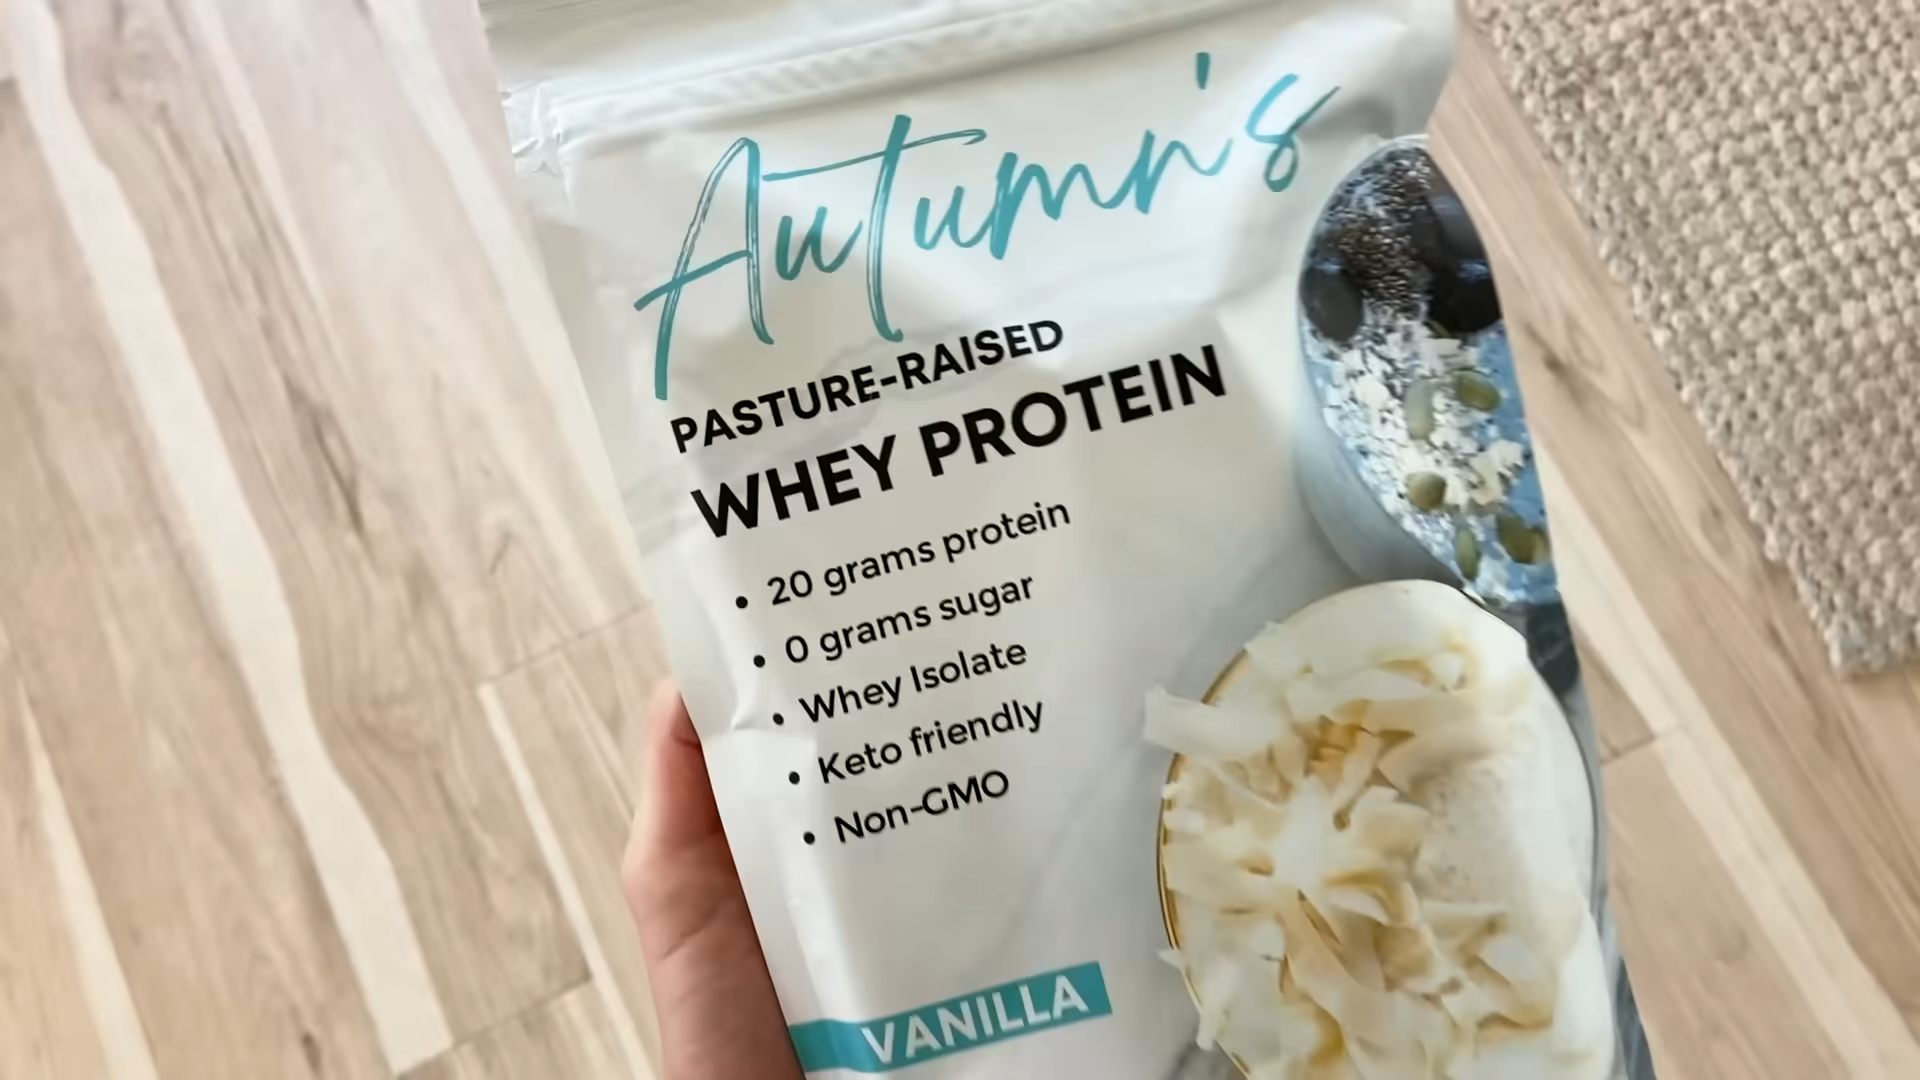 Autumn's
PASTURE-RAISED
WHEY PROTEIN
• 20 grams protein
• 0 grams sugar
• Whey Isolate
• Keto friendly
• Non-GMO
VANILLA